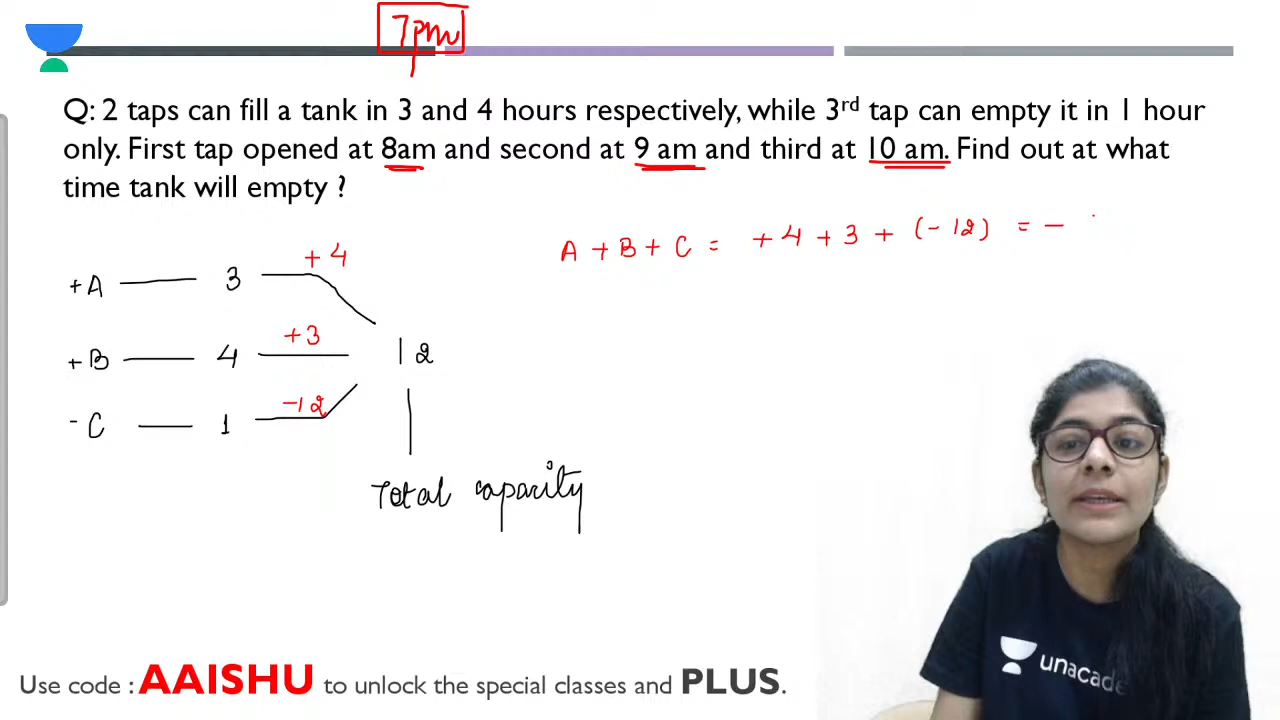 7pm
Q: 2 taps can fill a tank in 3 and 4 hours respectively, while 3rd tap can empty it in 1 hour
only. First tap opened at 8am and second at 9 am and third at 10 am. Find out at what
time tank will empty ?
A + B + C = +4 + 3 + (-12) = -
+A 3 +4
+B 4 +3 12
-C 1 -12
Total capacity
unacade
Use code : AAISHU to unlock the special classes and PLUS.